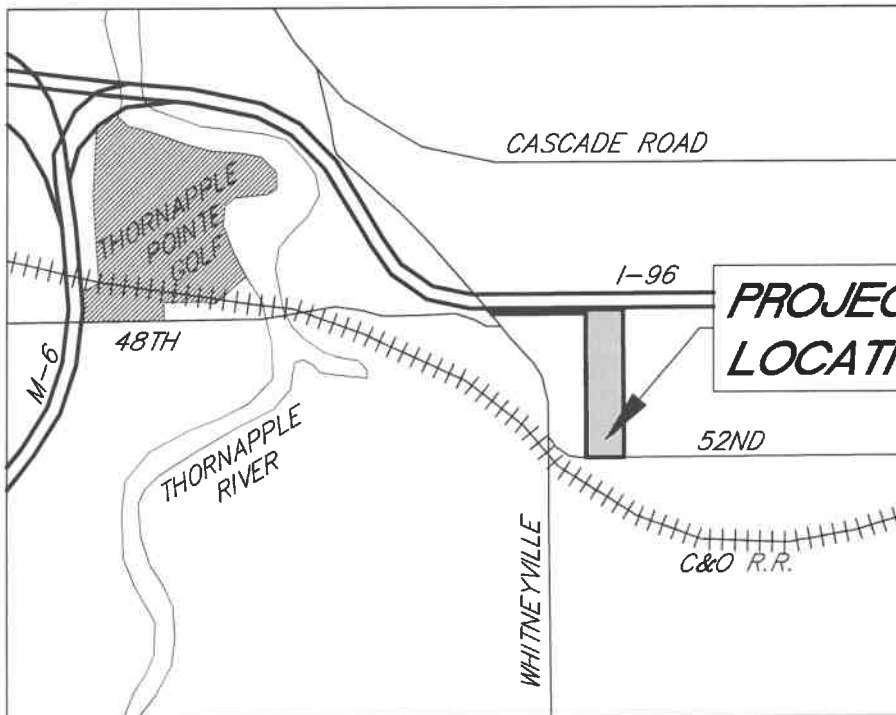 CASCADE ROAD
THORNAPPLE
POINTE
GOLF
I-96
PROJEC
LOCATI
48TH
M-6
52ND
THORNAPPLE
RIVER
WHITNEYVILLE
C&O R.R.